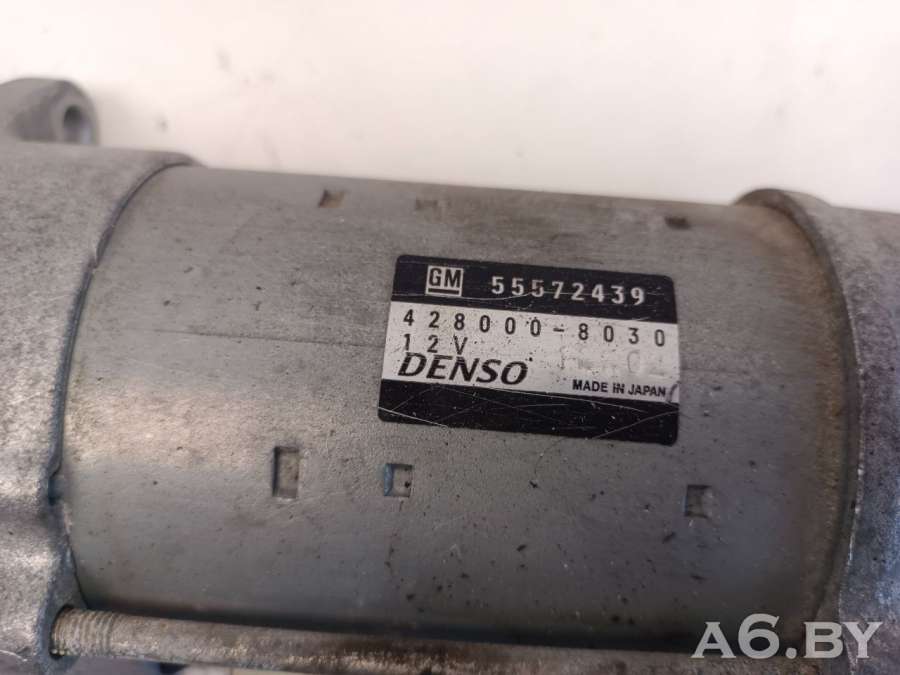 GM 55572439
428000-8030
12V
DENSO MADE IN JAPAN
A6.BY